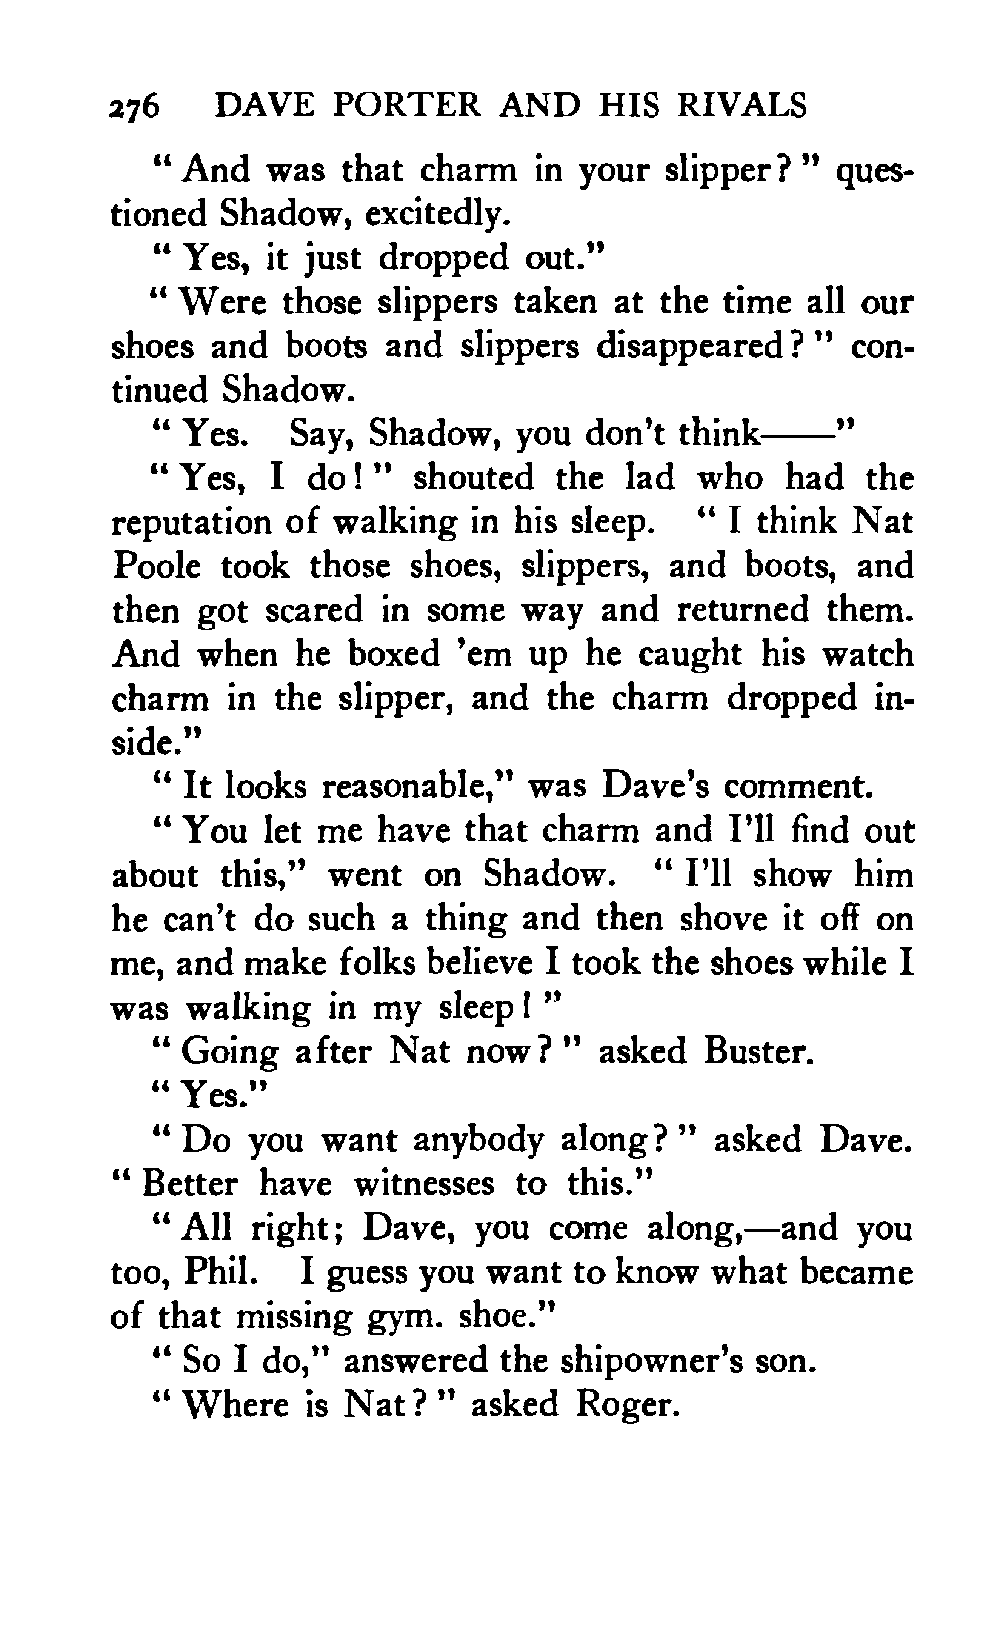 276 DAVE PORTER AND HIS RIVALS
“ And was that charm in your slipper? ” ques-
tioned Shadow, excitedly.
“ Yes, it just dropped out.”
“ Were those slippers taken at the time all our
shoes and boots and slippers disappeared? ” con-
tinued Shadow.
“ Yes. Say, Shadow, you don’t think——”
“ Yes, I do! ” shouted the lad who had the
reputation of walking in his sleep. “ I think Nat
Poole took those shoes, slippers, and boots, and
then got scared in some way and returned them.
And when he boxed ’em up he caught his watch
charm in the slipper, and the charm dropped in-
side.”
“ It looks reasonable,” was Dave’s comment.
“ You let me have that charm and I’ll find out
about this,” went on Shadow. “ I’ll show him
he can’t do such a thing and then shove it off on
me, and make folks believe I took the shoes while I
was walking in my sleep! ”
“ Going after Nat now? ” asked Buster.
“ Yes.”
“ Do you want anybody along? ” asked Dave.
“ Better have witnesses to this.”
“ All right; Dave, you come along,—and you
too, Phil. I guess you want to know what became
of that missing gym. shoe.”
“ So I do,” answered the shipowner’s son.
“ Where is Nat? ” asked Roger.